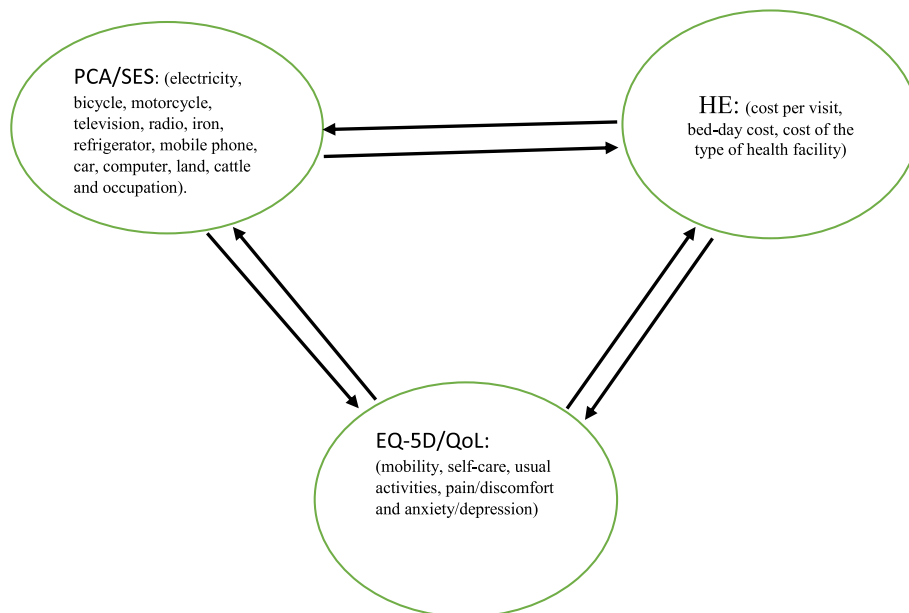 PCA/SES: (electricity,
bicycle, motorcycle,
television, radio, iron,
refrigerator, mobile phone,
car, computer, land, cattle
and occupation).
HE: (cost per visit,
bed-day cost, cost of the
type of health facility)
EQ-5D/QoL:
(mobility, self-care, usual
activities, pain/discomfort
and anxiety/depression)